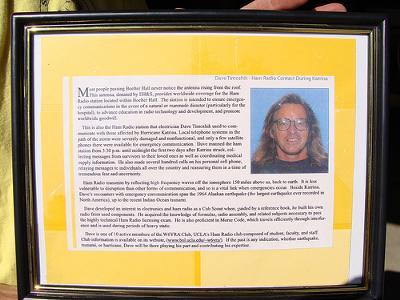 Dave Timoshik - Ham Radio Contact During Katrina
Most people passing Boelter Hall never notice the antenna rising from the roof.
This antenna, donated by EH&S, provides worldwide coverage for the Ham
Radio station located within Boelter Hall. The station is intended to ensure emergen-
cy communications in the event of a natural or manmade disaster (particularly for the
hospital), to advance education in radio technology and development, and promote
worldwide goodwill.
This is also the Ham Radio station that electrician Dave Timoshik used to com-
municate with those affected by Hurricane Katrina. Local telephone systems in the
path of the storm were severely damaged and nonfunctional, and only a few satellite
phones there were available for emergency communication. Dave manned the ham
station from 3:30 p.m. until midnight the first two days after Katrina struck, col-
lecting messages from survivors to their loved ones as well as coordinating medical
supply information. He also made several hundred calls on his personal cell phone,
relaying messages to individuals all over the country and reassuring them in a time of
tremendous fear and uncertainty.
Ham Radio transmits by reflecting high frequency waves off the ionosphere 150 miles above us, back to earth. It is less
vulnerable to disruption than other forms of communication, and so is a vital link when emergencies occur. Beside Katrina,
Dave's encounters with emergency communication span the 1964 Alaskan earthquake (the largest earthquake ever recorded in
North America), up to the recent Indian Ocean tsunami.
Dave developed an interest in electronics and ham radio as a Cub Scout when, guided by a reference book, he built his own
radio from used components. He acquired the knowledge of formulas, radio assembly, and related subjects necessary to pass
the highly technical Ham Radio licensing exam. He is also proficient in Morse Code, which travels efficiently through interfer-
ence and is used during periods of heavy static.
Dave is one of 10 active members of the W6YRA Club, UCLA's Ham Radio club composed of student, faculty, and staff.
Club information is available on its website, (www.bol.ucla.edu/~w6yra/). If the past is any indication, whether earthquake,
tsunami, or hurricane, Dave will be there playing his part and contributing his expertise.